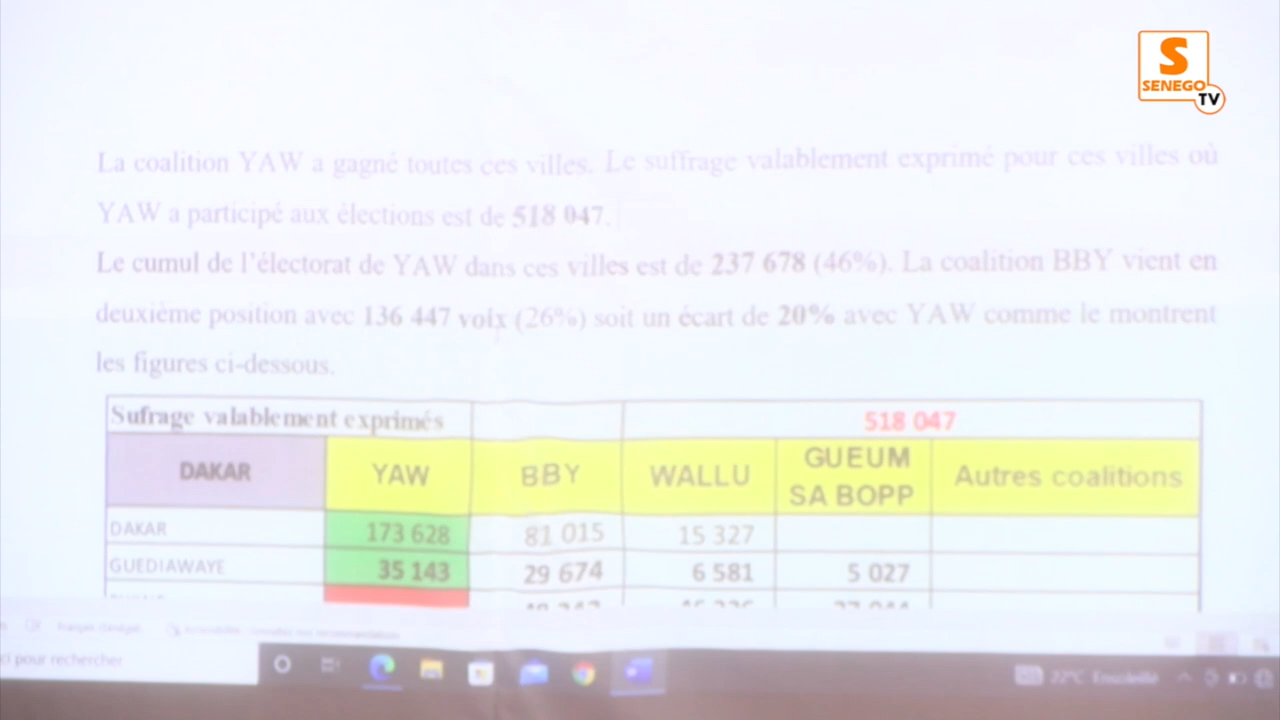 S
SENEGO
TV
La coalition YAW a gagné toutes ces villes. Le suffrage valablement exprimé pour ces villes où
YAW a participé aux élections est de 518 047.
Le cumul de l'électorat de YAW dans ces villes est de 237 678 (46%). La coalition BBY vient en
deuxième position avec 136 447 voix (26%) soit un écart de 20% avec YAW comme le montrent
les figures ci-dessous.
Sufrage valablement exprimés 518 047
DAKAR YAW BBY WALLU GUEUM SA BOPP Autres coalitions
DAKAR 173 628 81 015 15 327
GUEDIAWAYE 35 143 29 674 6 581 5 027
ci pour rechercher
22°C Ensoleillé